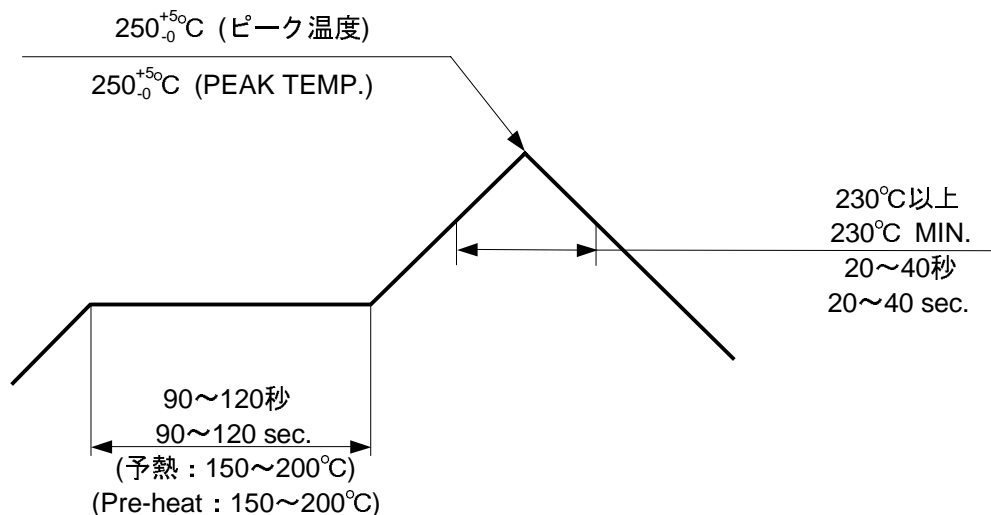 250+5-0℃ (ピーク温度)
250+5-0℃ (PEAK TEMP.)
230℃以上
230℃ MIN.
20～40秒
20～40 sec.
90～120秒
90～120 sec.
(予熱：150～200℃)
(Pre-heat：150～200℃)